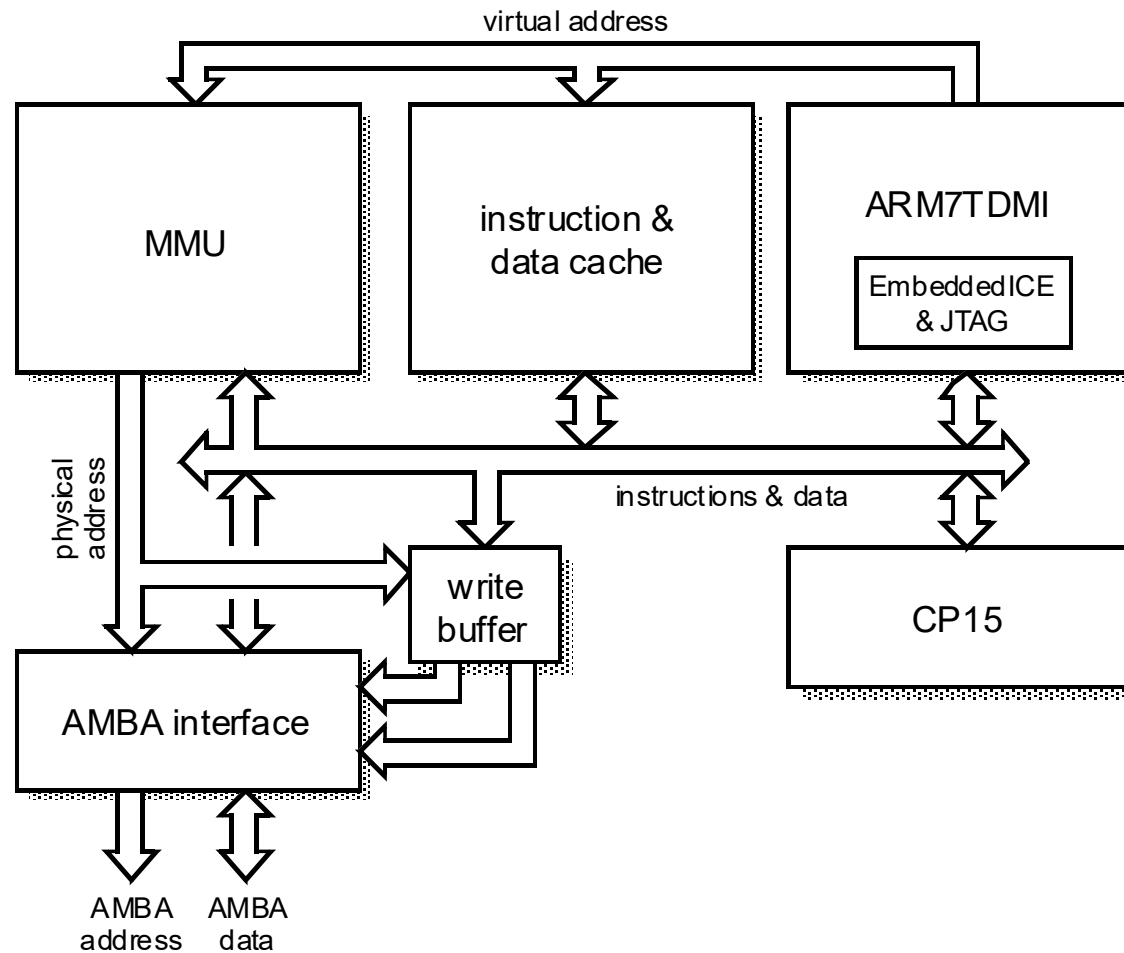 virtual address
MMU
instruction &
data cache
ARM7TDMI
EmbeddedICE
& JTAG
physical
address
instructions & data
write
buffer
CP15
AMBA interface
AMBA
address
AMBA
data